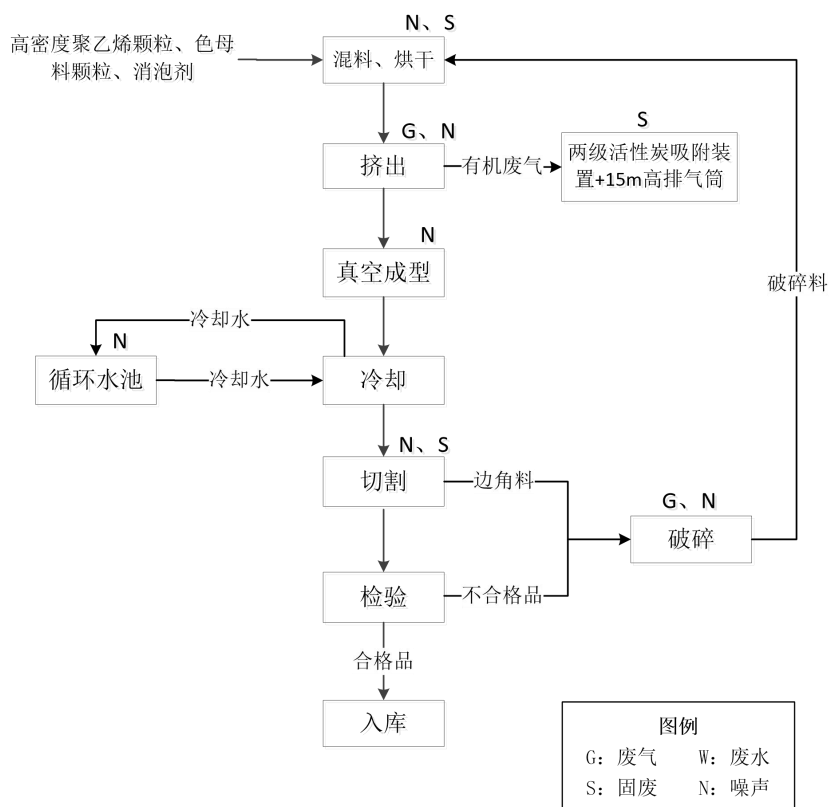 N、S
高密度聚乙烯颗粒、色母
料颗粒、消泡剂
混料、烘干
G、N
挤出
有机废气
S
两级活性炭吸附装
置+15m高排气筒
N
真空成型
破碎料
冷却水
N
循环水池
冷却水
冷却
N、S
切割
边角料
G、N
破碎
检验
不合格品
合格品
入库
图例
G：废气 W：废水
S：固废 N：噪声